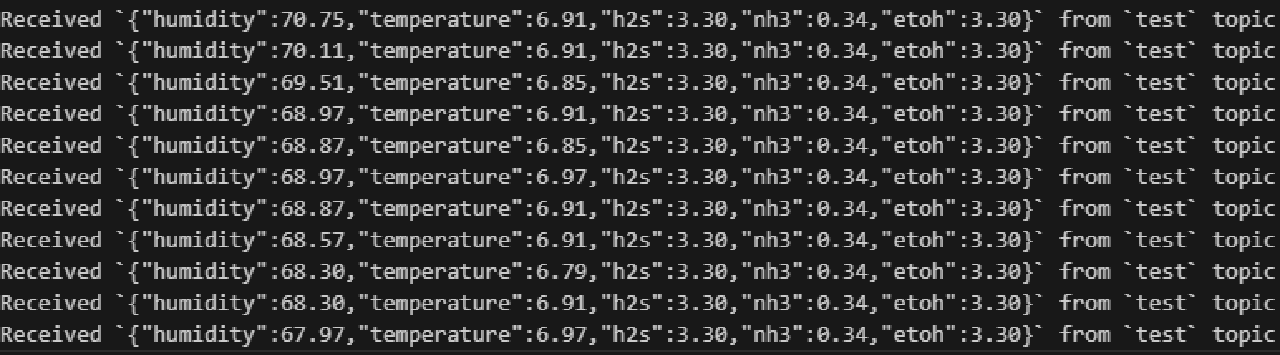 Received `{"humidity":70.75,"temperature":6.91,"h2s":3.30,"nh3":0.34,"etoh":3.30}` from `test` topic
Received `{"humidity":70.11,"temperature":6.91,"h2s":3.30,"nh3":0.34,"etoh":3.30}` from `test` topic
Received `{"humidity":69.51,"temperature":6.85,"h2s":3.30,"nh3":0.34,"etoh":3.30}` from `test` topic
Received `{"humidity":68.97,"temperature":6.91,"h2s":3.30,"nh3":0.34,"etoh":3.30}` from `test` topic
Received `{"humidity":68.87,"temperature":6.85,"h2s":3.30,"nh3":0.34,"etoh":3.30}` from `test` topic
Received `{"humidity":68.97,"temperature":6.97,"h2s":3.30,"nh3":0.34,"etoh":3.30}` from `test` topic
Received `{"humidity":68.87,"temperature":6.91,"h2s":3.30,"nh3":0.34,"etoh":3.30}` from `test` topic
Received `{"humidity":68.57,"temperature":6.91,"h2s":3.30,"nh3":0.34,"etoh":3.30}` from `test` topic
Received `{"humidity":68.30,"temperature":6.79,"h2s":3.30,"nh3":0.34,"etoh":3.30}` from `test` topic
Received `{"humidity":68.30,"temperature":6.91,"h2s":3.30,"nh3":0.34,"etoh":3.30}` from `test` topic
Received `{"humidity":67.97,"temperature":6.97,"h2s":3.30,"nh3":0.34,"etoh":3.30}` from `test` topic